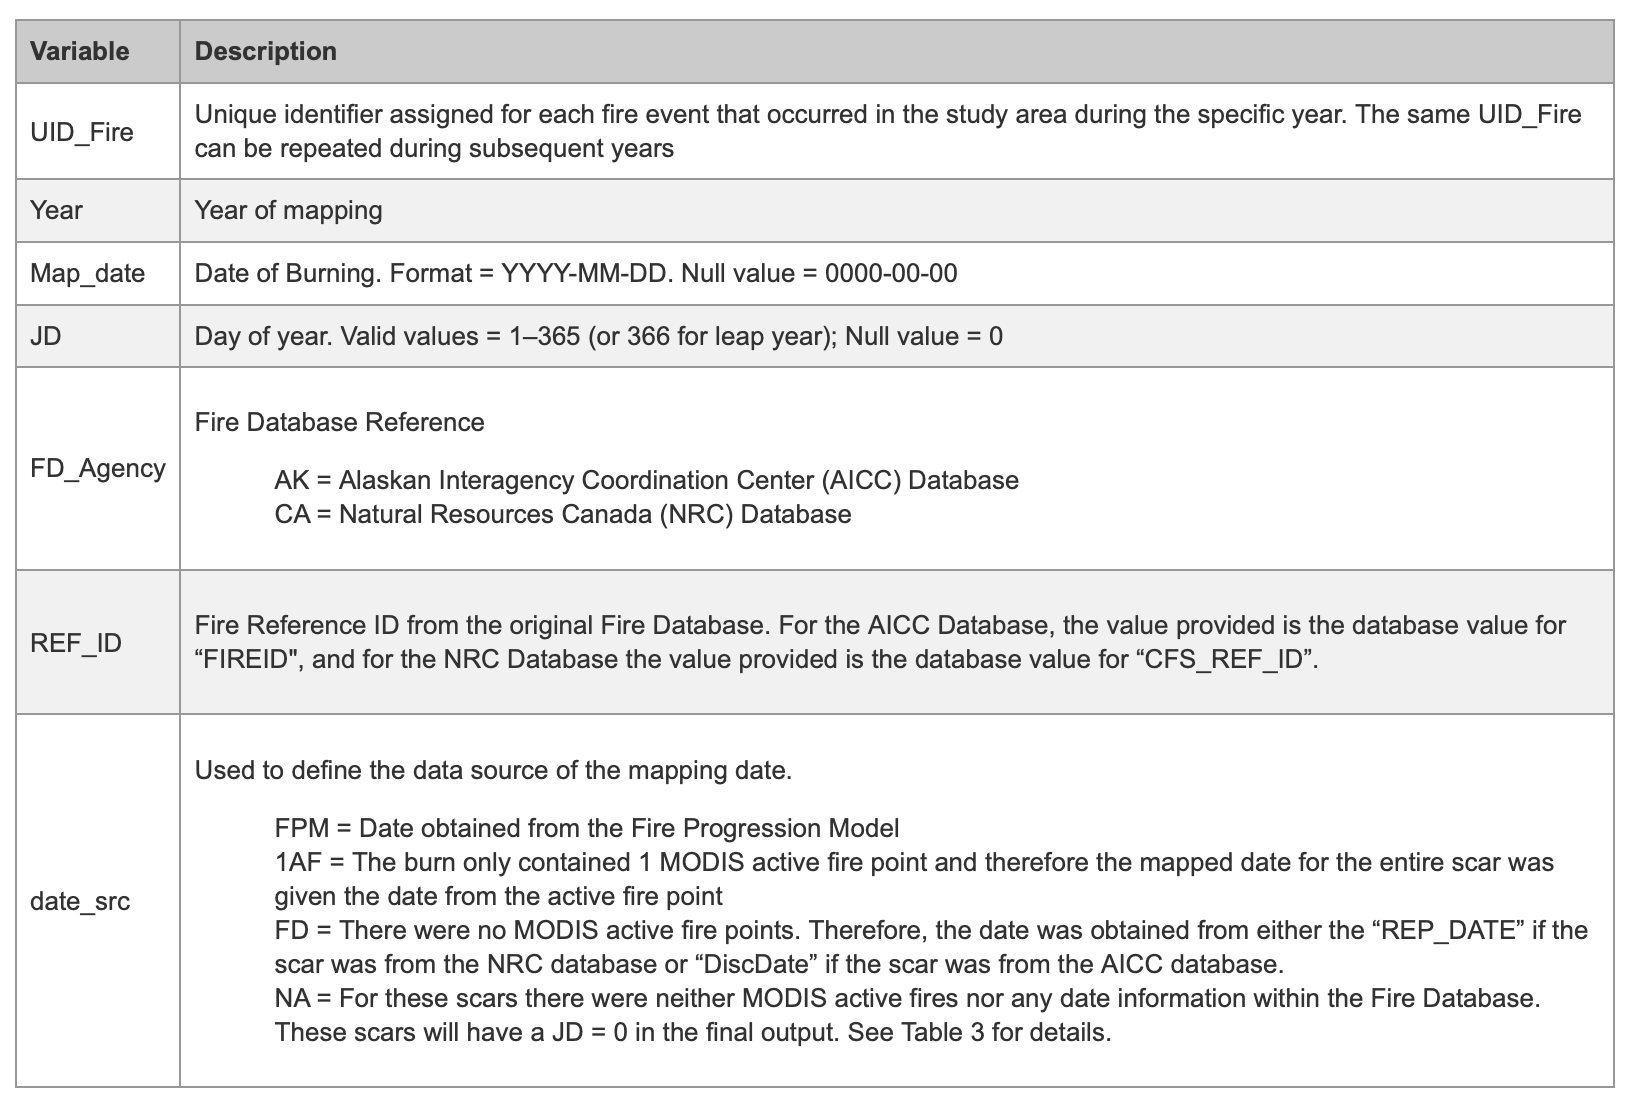 Variable
Description
UID_Fire
Unique identifier assigned for each fire event that occurred in the study area during the specific year. The same UID_Fire
can be repeated during subsequent years
Year
Year of mapping
Map_date
Date of Burning. Format = YYYY-MM-DD. Null value = 0000-00-00
JD
Day of year. Valid values = 1–365 (or 366 for leap year); Null value = 0
FD_Agency
Fire Database Reference
AK = Alaskan Interagency Coordination Center (AICC) Database
CA = Natural Resources Canada (NRC) Database
REF_ID
Fire Reference ID from the original Fire Database. For the AICC Database, the value provided is the database value for
“FIREID", and for the NRC Database the value provided is the database value for “CFS_REF_ID”.
date_src
Used to define the data source of the mapping date.
FPM = Date obtained from the Fire Progression Model
1AF = The burn only contained 1 MODIS active fire point and therefore the mapped date for the entire scar was
given the date from the active fire point
FD = There were no MODIS active fire points. Therefore, the date was obtained from either the “REP_DATE” if the
scar was from the NRC database or “DiscDate” if the scar was from the AICC database.
NA = For these scars there were neither MODIS active fires nor any date information within the Fire Database.
These scars will have a JD = 0 in the final output. See Table 3 for details.